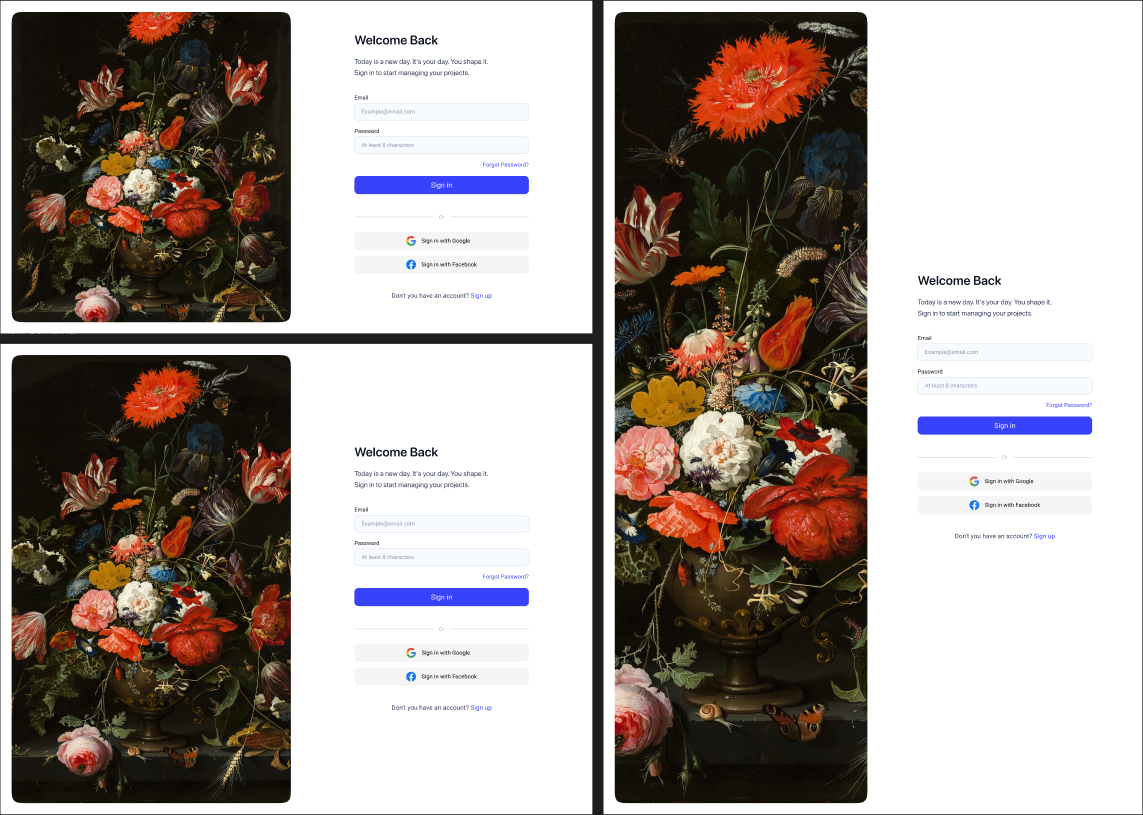 Welcome Back
Today is a new day. It's your day. You shape it.
Sign in to start managing your projects.
Email
Example@email.com
Password
At least 8 characters
Forgot Password?
Sign in
Or
Sign in with Google
Sign in with Facebook
Don't you have an account? Sign up
Welcome Back
Today is a new day. It's your day. You shape it.
Sign in to start managing your projects.
Email
Example@email.com
Password
At least 8 characters
Forgot Password?
Sign in
Or
Sign in with Google
Sign in with Facebook
Don't you have an account? Sign up
Welcome Back
Today is a new day. It's your day. You shape it.
Sign in to start managing your projects.
Email
Example@email.com
Password
At least 8 characters
Forgot Password?
Sign in
Or
Sign in with Google
Sign in with Facebook
Don't you have an account? Sign up